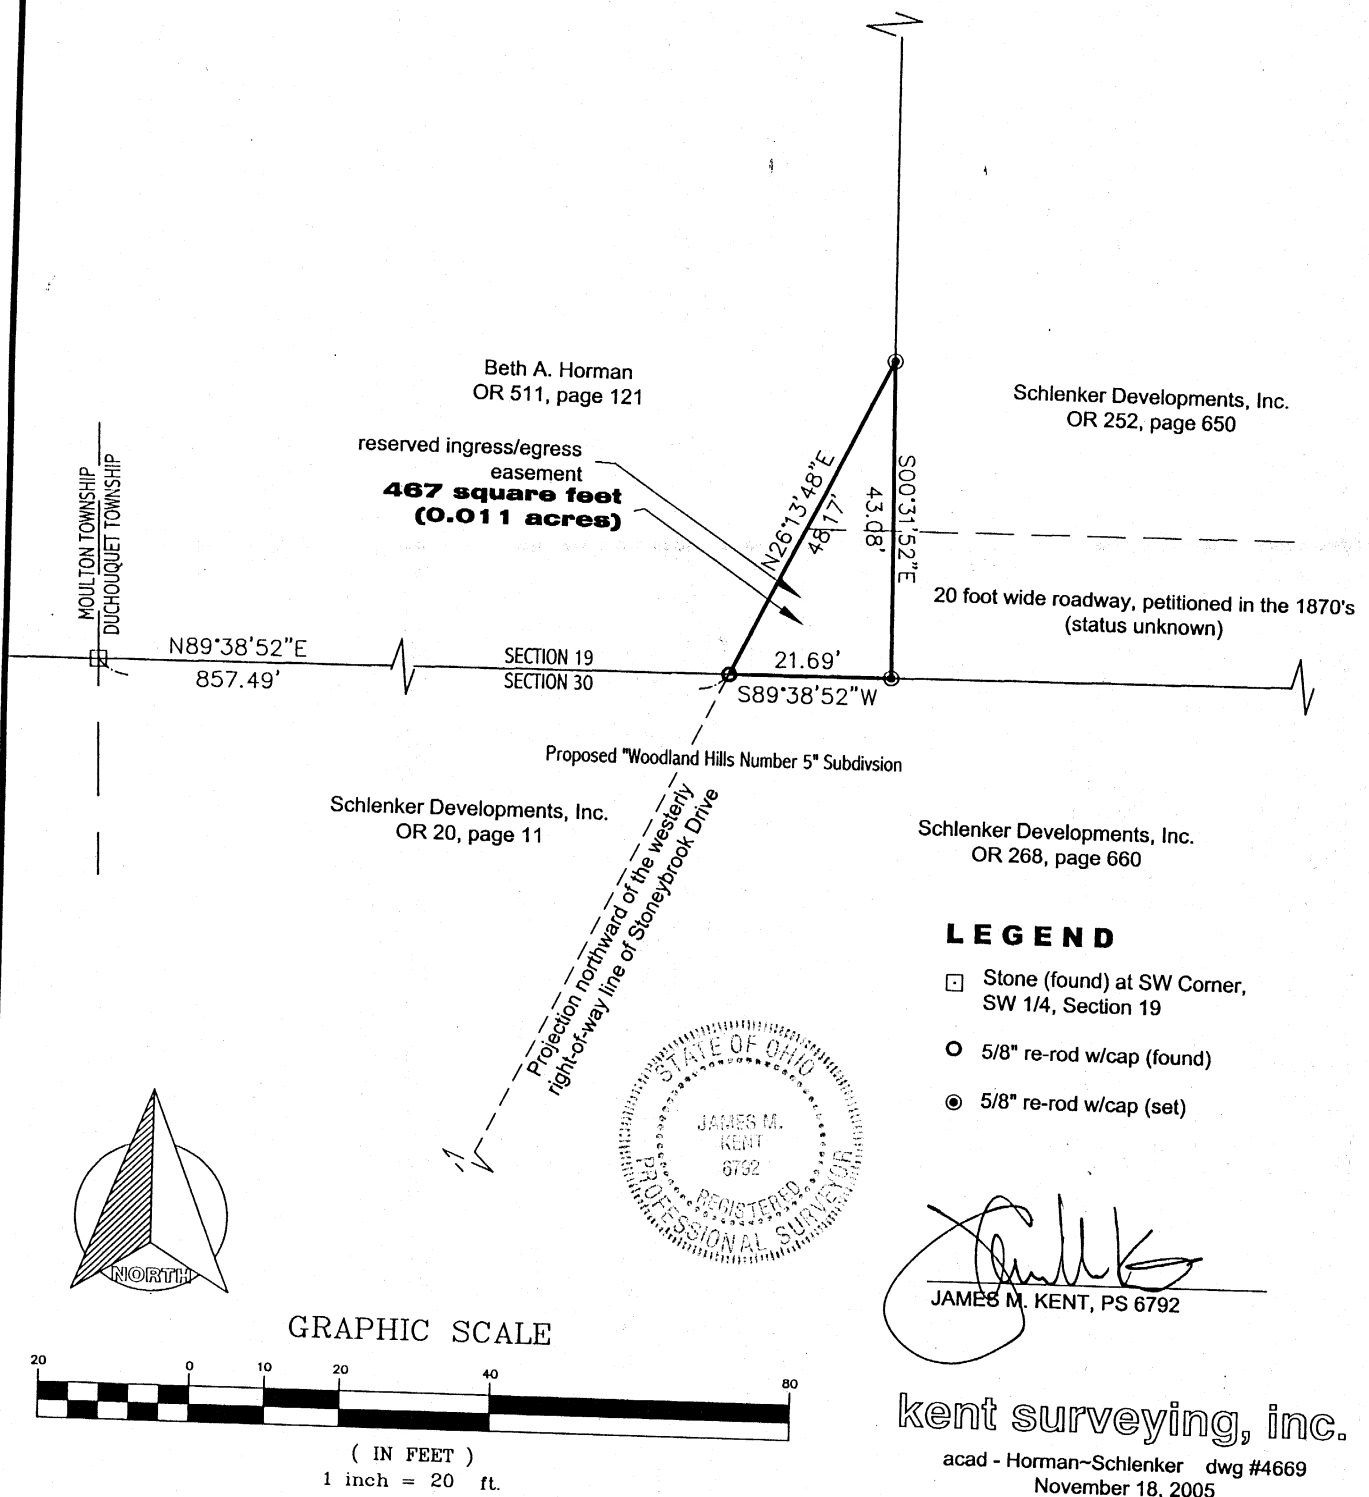 Beth A. Horman
OR 511, page 121
Schlenker Developments, Inc.
OR 252, page 650
reserved ingress/egress
easement
467 square feet
(0.011 acres)
MOULTON TOWNSHIP
DUCHOUQUET TOWNSHIP
N26°13'48"E
48.17'
S00°31'52"E
43.08'
20 foot wide roadway, petitioned in the 1870's
(status unknown)
N89°38'52"E
857.49'
SECTION 19
SECTION 30
21.69'
S89°38'52"W
Proposed "Woodland Hills Number 5" Subdivsion
Schlenker Developments, Inc.
OR 20, page 11
Projection northward of the westerly
right-of-way line of Stoneybrook Drive
Schlenker Developments, Inc.
OR 268, page 660
LEGEND
Stone (found) at SW Corner,
SW 1/4, Section 19
5/8" re-rod w/cap (found)
5/8" re-rod w/cap (set)
STATE OF OHIO
JAMES M.
KENT
6792
REGISTERED
PROFESSIONAL SURVEYOR
NORTH
JAMES M. KENT, PS 6792
GRAPHIC SCALE
20 0 10 20 40 80
( IN FEET )
1 inch = 20 ft.
kent surveying, inc.
acad - Horman~Schlenker dwg #4669
November 18, 2005